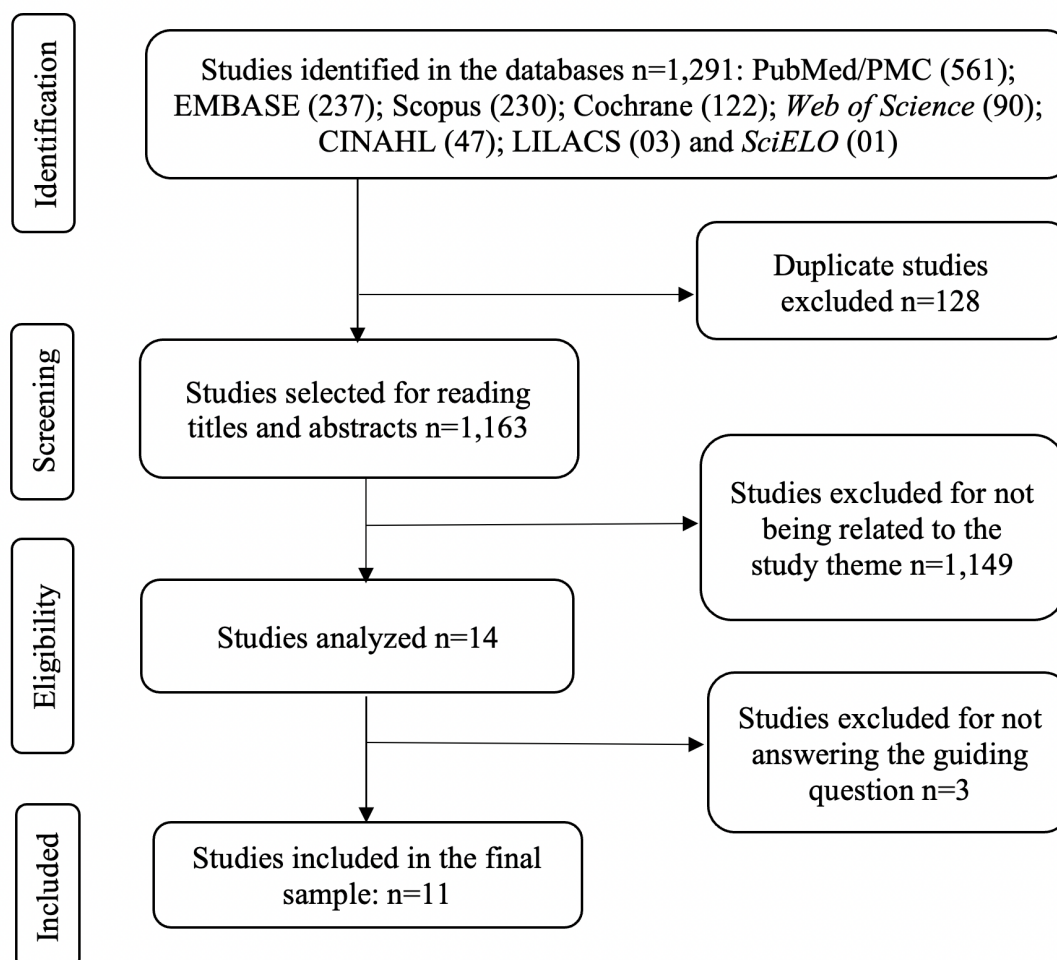 Identification
Studies identified in the databases n=1,291: PubMed/PMC (561);
EMBASE (237); Scopus (230); Cochrane (122); Web of Science (90);
CINAHL (47); LILACS (03) and SciELO (01)
Duplicate studies
excluded n=128
Screening
Studies selected for reading
titles and abstracts n=1,163
Studies excluded for not
being related to the
study theme n=1,149
Eligibility
Studies analyzed n=14
Studies excluded for not
answering the guiding
question n=3
Included
Studies included in the final
sample: n=11